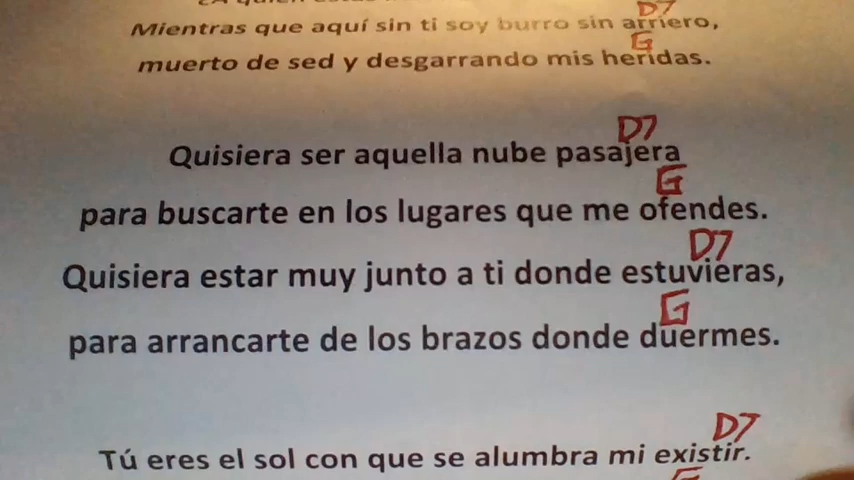 D7
Mientras que aquí sin ti soy burro sin arriero,
G
muerto de sed y desgarrando mis heridas.
D7
Quisiera ser aquella nube pasajera
G
para buscarte en los lugares que me ofendes.
D7
Quisiera estar muy junto a ti donde estuvieras,
G
para arrancarte de los brazos donde duermes.
D7
Tú eres el sol con que se alumbra mi existir.
G